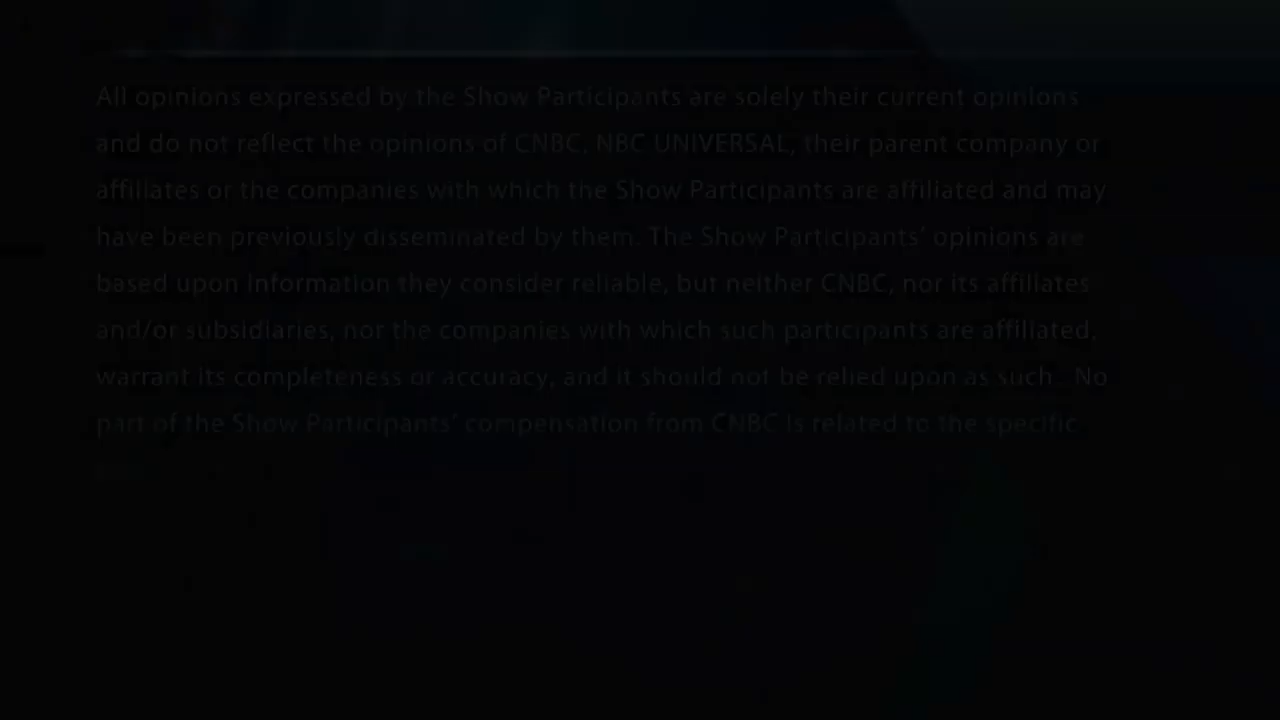 All opinions expressed by the Show Participants are solely their current opinions
and do not reflect the opinions of CNBC, NBC UNIVERSAL, their parent company or
affiliates or the companies with which the Show Participants are affiliated and may
have been previously disseminated by them. The Show Participants' opinions are
based upon information they consider reliable, but neither CNBC, nor its affiliates
and/or subsidiaries, nor the companies with which such participants are affiliated,
warrant its completeness or accuracy, and it should not be relied upon as such. No
part of the Show Participants' compensation from CNBC is related to the specific